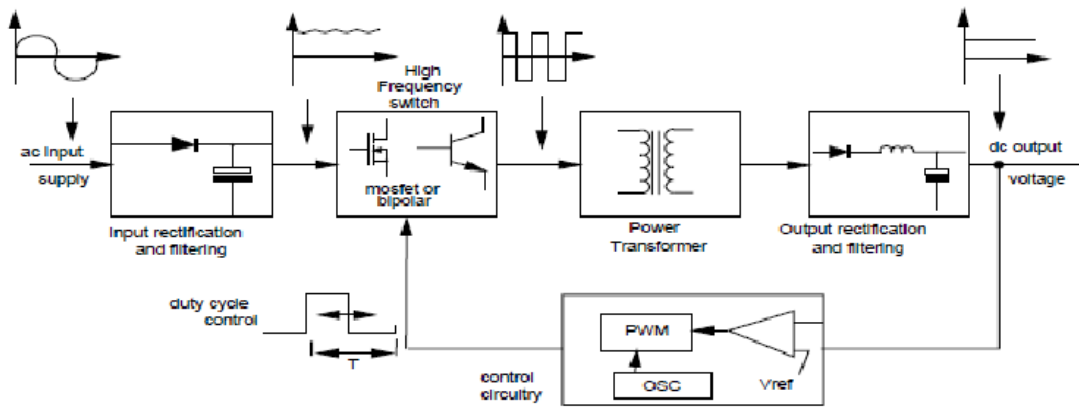 High
Frequency
switch
ac input
supply
mosfet or
bipolar
dc output
voltage
Input rectification
and filtering
Power
Transformer
Output rectification
and filtering
duty cycle
control
T
PWM
OSC
Vref
control
circuitry